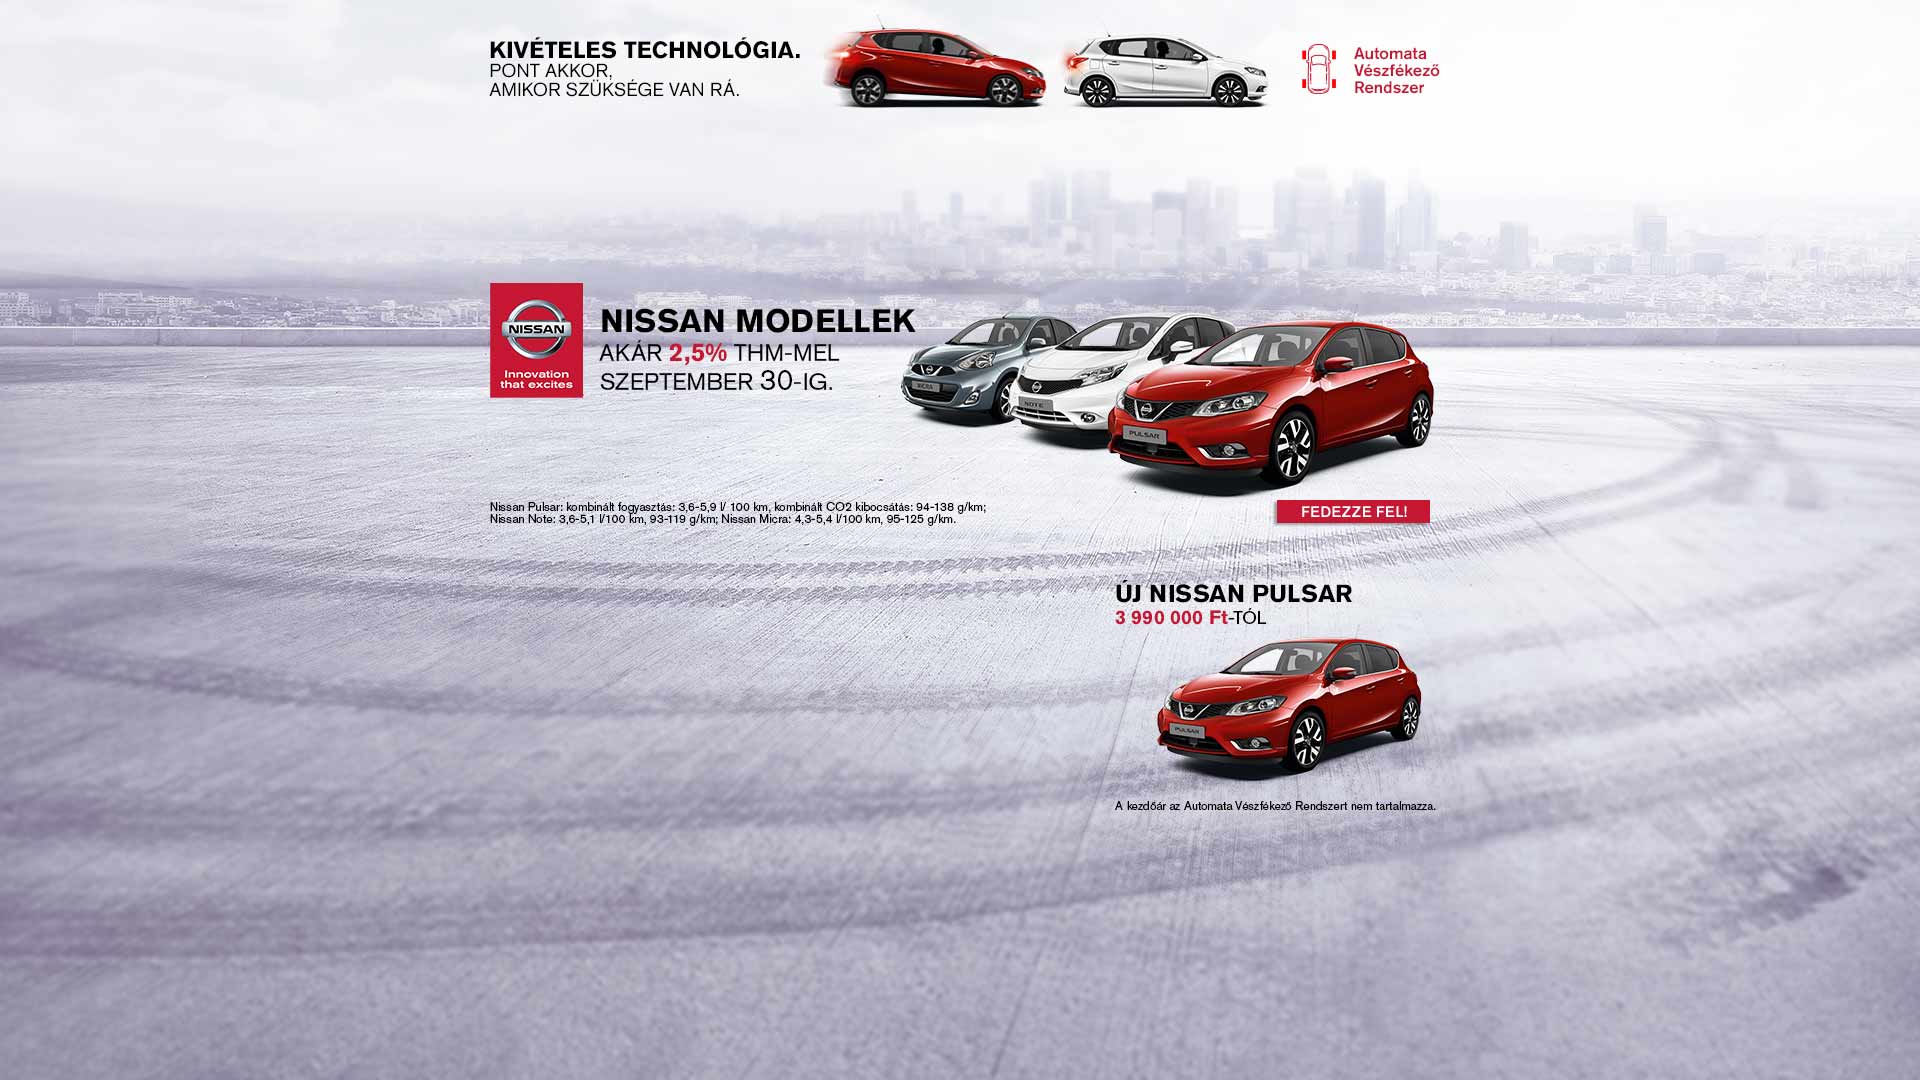 KIVÉTELES TECHNOLÓGIA.
PONT AKKOR,
AMIKOR SZÜKSÉGE VAN RÁ.
Automata
Vészfékező
Rendszer
NISSAN
Innovation
that excites
NISSAN MODELLEK
AKÁR 2,5% THM-MEL
SZEPTEMBER 30-IG.
MICRA
NOTE
PULSAR
Nissan Pulsar: kombinált fogyasztás: 3,6-5,9 l/ 100 km, kombinált CO2 kibocsátás: 94-138 g/km;
Nissan Note: 3,6-5,1 l/100 km, 93-119 g/km; Nissan Micra: 4,3-5,4 l/100 km, 95-125 g/km.
FEDEZZE FEL!
ÚJ NISSAN PULSAR
3 990 000 Ft-TÓL
PULSAR
A kezdőár az Automata Vészfékező Rendszert nem tartalmazza.